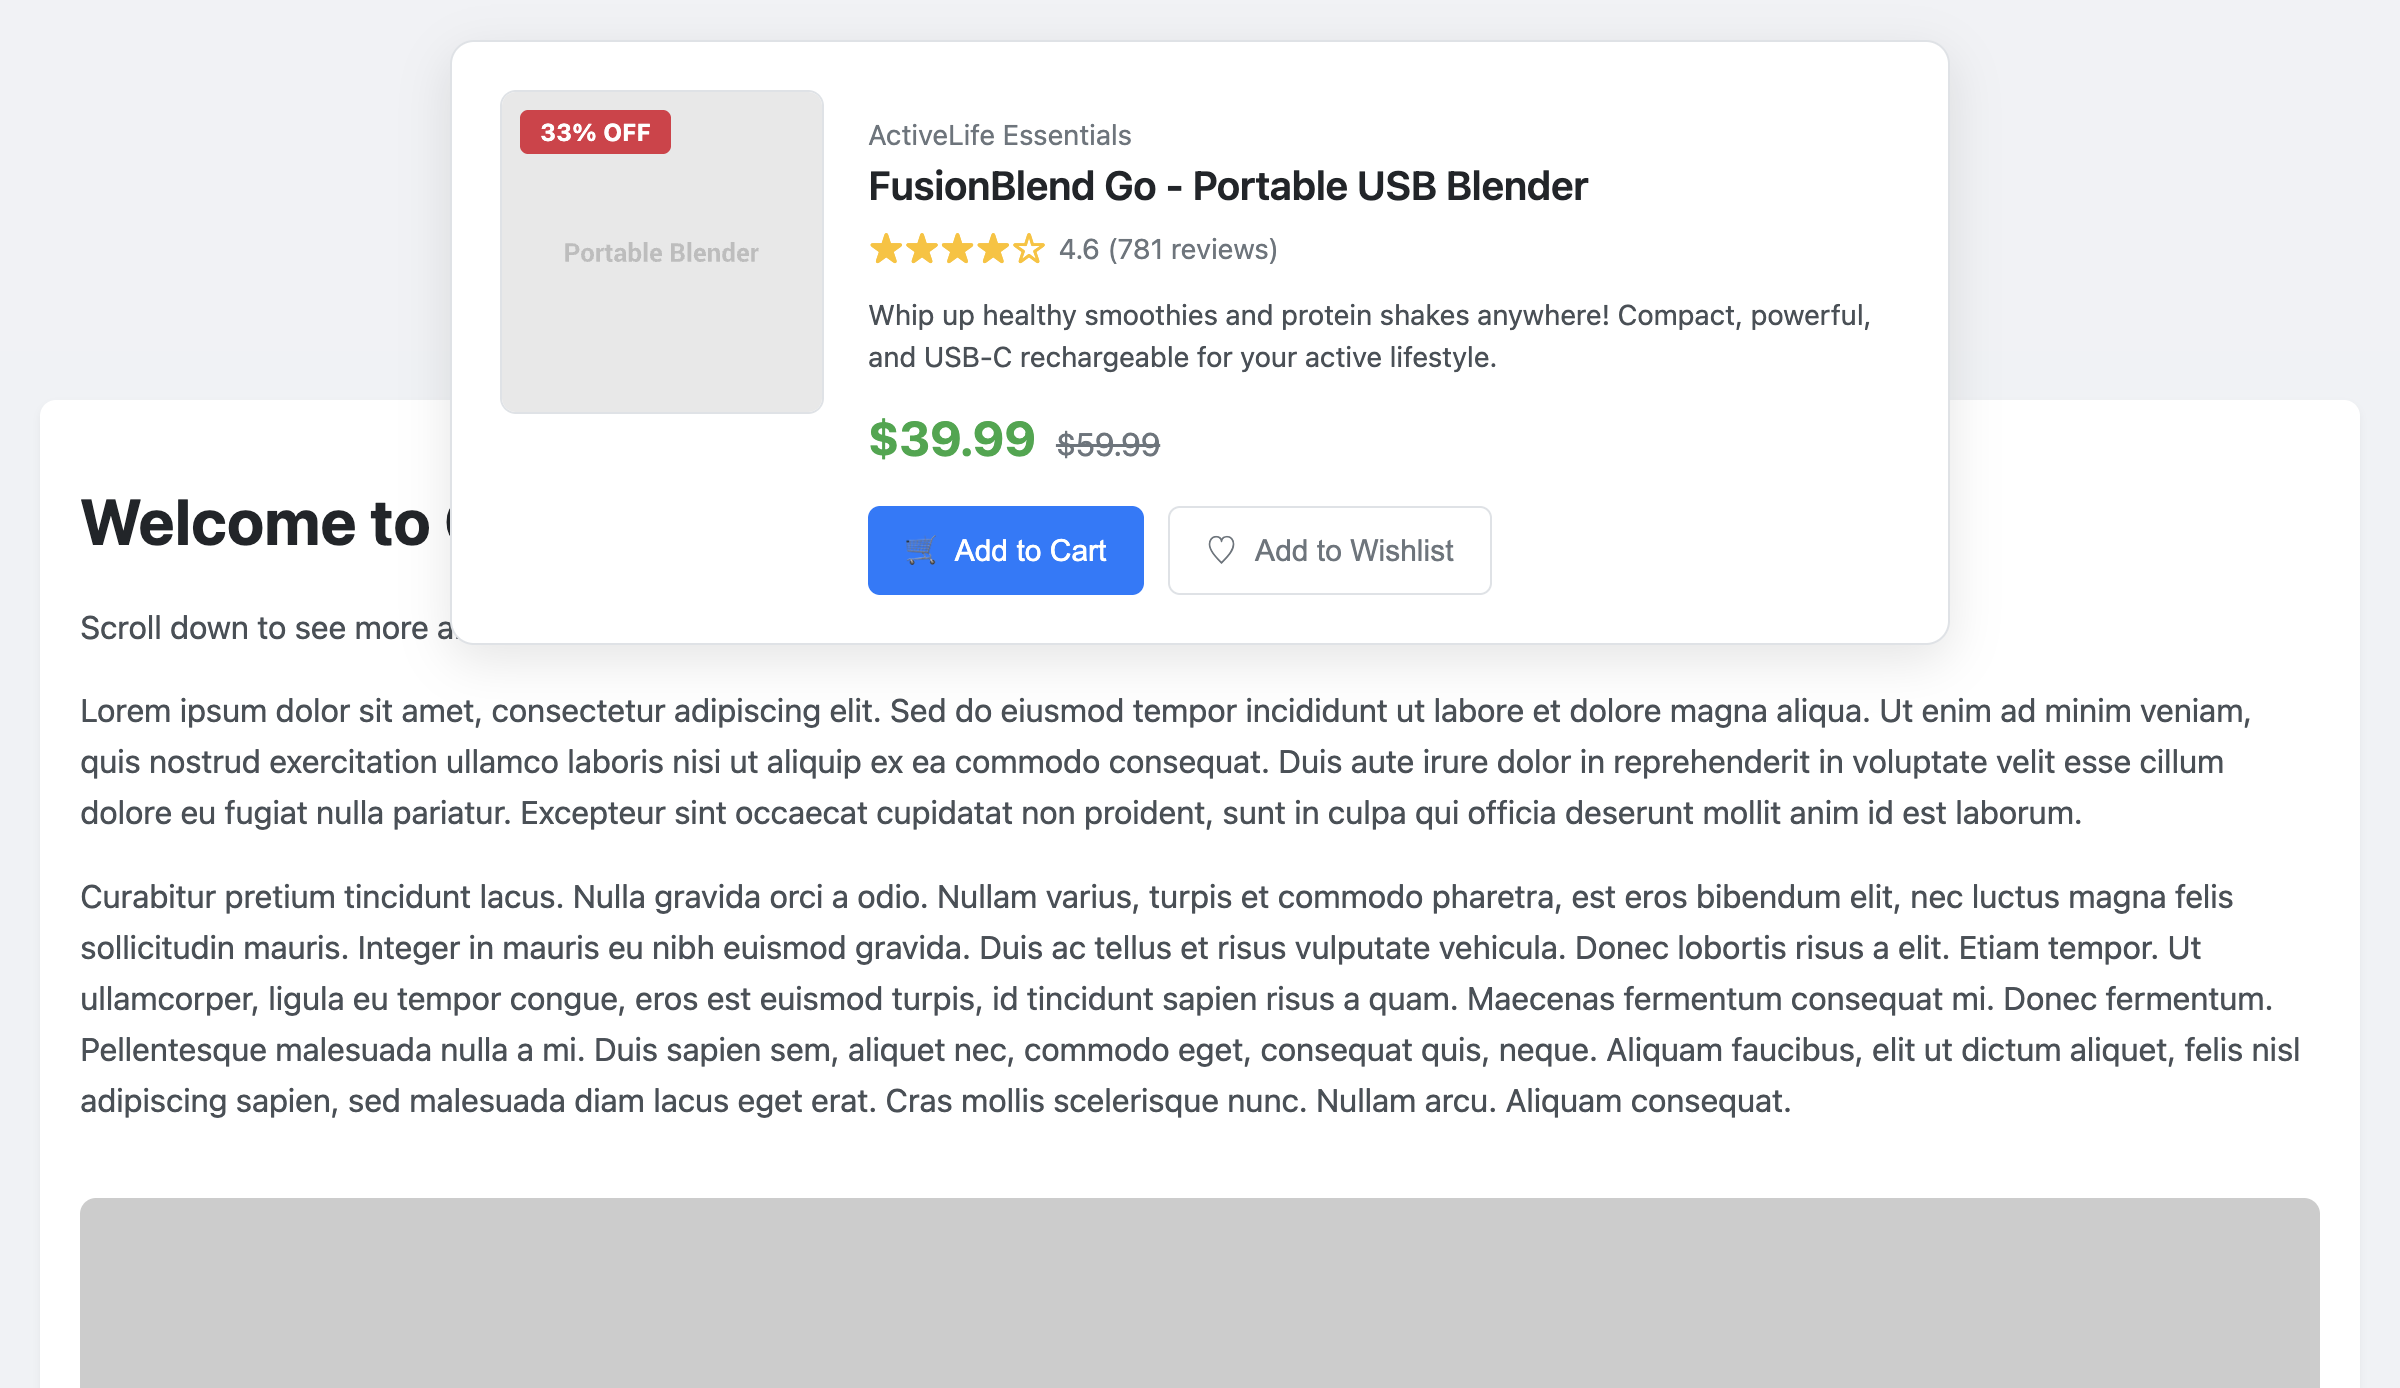 33% OFF
Portable Blender
ActiveLife Essentials
FusionBlend Go - Portable USB Blender
4.6 (781 reviews)
Whip up healthy smoothies and protein shakes anywhere! Compact, powerful,
and USB-C rechargeable for your active lifestyle.
$39.99 $59.99
Add to Cart
Add to Wishlist
Welcome to
Scroll down to see more
Lorem ipsum dolor sit amet, consectetur adipiscing elit. Sed do eiusmod tempor incididunt ut labore et dolore magna aliqua. Ut enim ad minim veniam,
quis nostrud exercitation ullamco laboris nisi ut aliquip ex ea commodo consequat. Duis aute irure dolor in reprehenderit in voluptate velit esse cillum
dolore eu fugiat nulla pariatur. Excepteur sint occaecat cupidatat non proident, sunt in culpa qui officia deserunt mollit anim id est laborum.
Curabitur pretium tincidunt lacus. Nulla gravida orci a odio. Nullam varius, turpis et commodo pharetra, est eros bibendum elit, nec luctus magna felis
sollicitudin mauris. Integer in mauris eu nibh euismod gravida. Duis ac tellus et risus vulputate vehicula. Donec lobortis risus a elit. Etiam tempor. Ut
ullamcorper, ligula eu tempor congue, eros est euismod turpis, id tincidunt sapien risus a quam. Maecenas fermentum consequat mi. Donec fermentum.
Pellentesque malesuada nulla a mi. Duis sapien sem, aliquet nec, commodo eget, consequat quis, neque. Aliquam faucibus, elit ut dictum aliquet, felis nisl
adipiscing sapien, sed malesuada diam lacus eget erat. Cras mollis scelerisque nunc. Nullam arcu. Aliquam consequat.